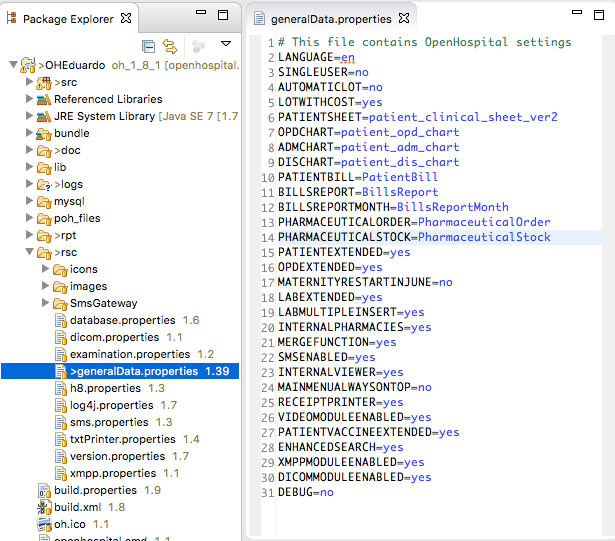 Package Explorer
>OHEduardo oh_1_8_1 [openhospital.
>src
Referenced Libraries
JRE System Library [Java SE 7 [1.7
bundle
>doc
lib
>logs
mysql
poh_files
>rpt
>rsc
icons
images
SmsGateway
database.properties 1.6
dicom.properties 1.1
examination.properties 1.2
>generalData.properties 1.39
h8.properties 1.3
log4j.properties 1.7
sms.properties 1.3
txtPrinter.properties 1.4
version.properties 1.7
xmpp.properties 1.1
build.properties 1.9
build.xml 1.8
oh.ico 1.1
openhospital.cmd 1.1
generalData.properties
1 # This file contains OpenHospital settings
2 LANGUAGE=en
3 SINGLEUSER=no
4 AUTOMATICLOT=no
5 LOTWITHCOST=yes
6 PATIENTSHEET=patient_clinical_sheet_ver2
7 OPDCHART=patient_opd_chart
8 ADMCHART=patient_adm_chart
9 DISCHART=patient_dis_chart
10 PATIENTBILL=PatientBill
11 BILLSREPORT=BillsReport
12 BILLSREPORTMONTH=BillsReportMonth
13 PHARMACEUTICALORDER=PharmaceuticalOrder
14 PHARMACEUTICALSTOCK=PharmaceuticalStock
15 PATIENTEXTENDED=yes
16 OPDEXTENDED=yes
17 MATERNITYRESTARTINJUNE=no
18 LABEXTENDED=yes
19 LABMULTIPLEINSERT=yes
20 INTERNALPHARMACIES=yes
21 MERGEFUNCTION=yes
22 SMSENABLED=yes
23 INTERNALVIEWER=yes
24 MAINMENUALWAYSONTOP=no
25 RECEIPTPRINTER=yes
26 VIDEOMODULEENABLED=yes
27 PATIENTVACCINEEXTENDED=yes
28 ENHANCEDSEARCH=yes
29 XMPPMODULEENABLED=yes
30 DICOMMODULEENABLED=yes
31 DEBUG=no